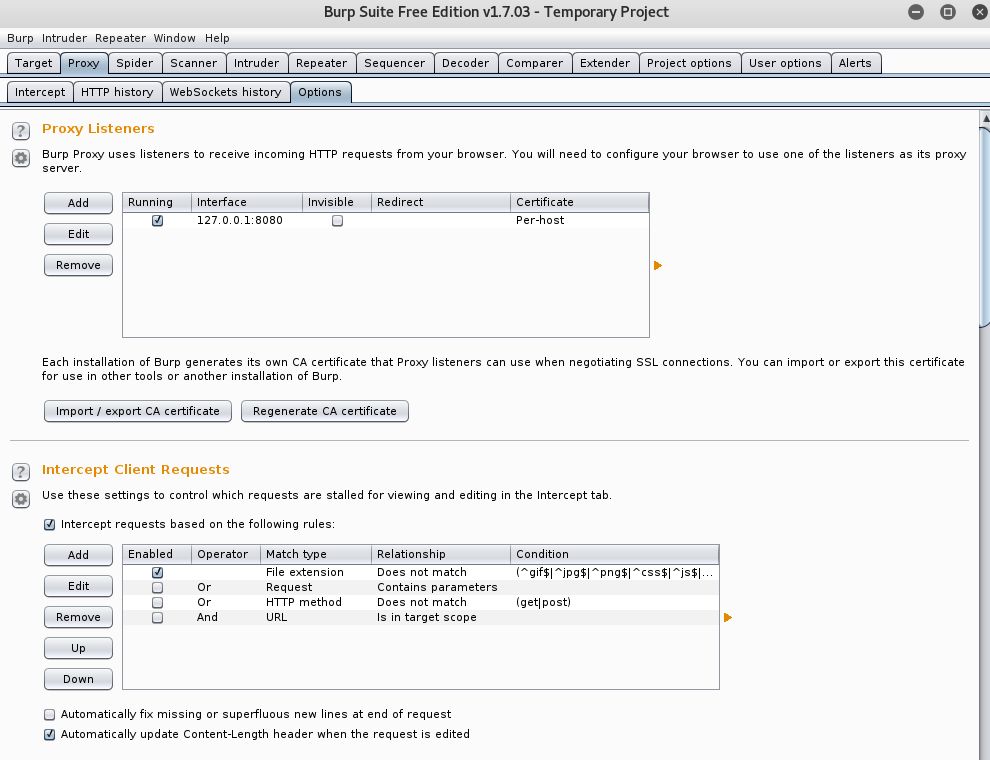 Burp Suite Free Edition v1.7.03 - Temporary Project
Burp Intruder Repeater Window Help
Target Proxy Spider Scanner Intruder Repeater Sequencer Decoder Comparer Extender Project options User options Alerts
Intercept HTTP history WebSockets history Options
? Proxy Listeners
Burp Proxy uses listeners to receive incoming HTTP requests from your browser. You will need to configure your browser to use one of the listeners as its proxy
server.
Add Running Interface Invisible Redirect Certificate
127.0.0.1:8080 Per-host
Edit
Remove
Each installation of Burp generates its own CA certificate that Proxy listeners can use when negotiating SSL connections. You can import or export this certificate
for use in other tools or another installation of Burp.
Import / export CA certificate Regenerate CA certificate
? Intercept Client Requests
Use these settings to control which requests are stalled for viewing and editing in the Intercept tab.
Intercept requests based on the following rules:
Add Enabled Operator Match type Relationship Condition
File extension Does not match (^gif$|^jpg$|^png$|^css$|^js$|...
Edit Or Request Contains parameters
Or HTTP method Does not match (get|post)
Remove And URL Is in target scope
Up
Down
Automatically fix missing or superfluous new lines at end of request
Automatically update Content-Length header when the request is edited